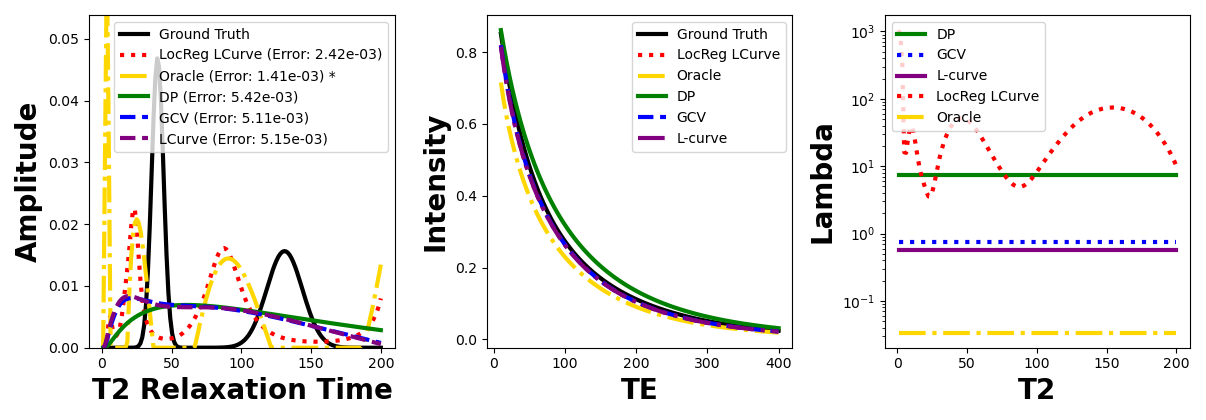 Amplitude
0.05
0.04
0.03
0.02
0.01
0.00
Ground Truth
LocReg LCurve (Error: 2.42e-03)
Oracle (Error: 1.41e-03) *
DP (Error: 5.42e-03)
GCV (Error: 5.11e-03)
LCurve (Error: 5.15e-03)
0 50 100 150 200
T2 Relaxation Time
Intensity
0.8
0.6
0.4
0.2
0.0
Ground Truth
LocReg LCurve
Oracle
DP
GCV
L-curve
0 100 200 300 400
TE
Lambda
10³
10²
10¹
10⁰
10⁻¹
DP
GCV
L-curve
LocReg LCurve
Oracle
0 50 100 150 200
T2